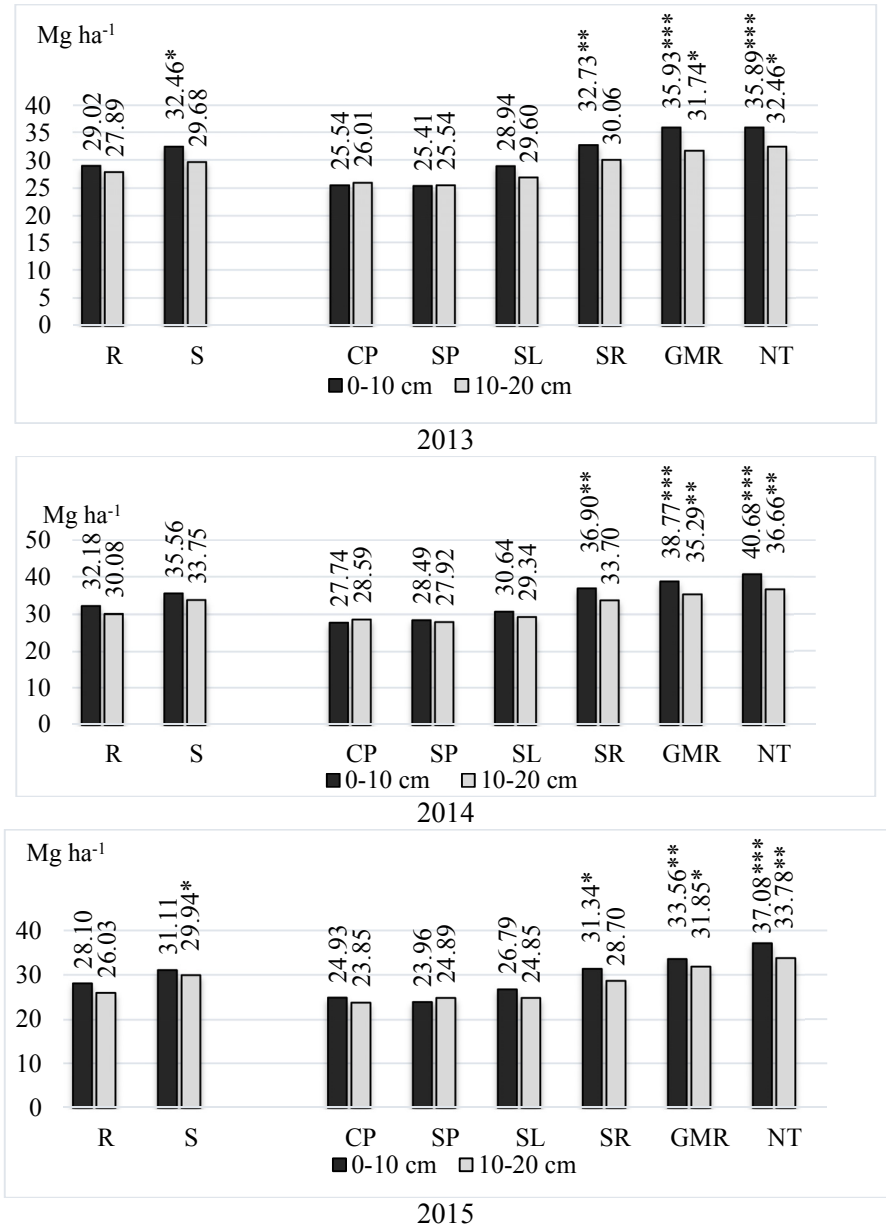 Mg ha-1
29.02 27.89 32.46* 29.68 25.54 26.01 25.41 25.54 28.94 29.60 32.73** 30.06 35.93*** 31.74* 35.89*** 32.46*
40
35
30
25
20
15
10
5
0
R S CP SP SL SR GMR NT
0-10 cm 10-20 cm
2013
Mg ha-1
32.18 30.08 35.56 33.75 27.74 28.59 28.49 27.92 30.64 29.34 36.90** 33.70 38.77*** 35.29** 40.68*** 36.66**
50
40
30
20
10
0
R S CP SP SL SR GMR NT
0-10 cm 10-20 cm
2014
Mg ha-1
28.10 26.03 31.11 29.94* 24.93 23.85 23.96 24.89 26.79 24.85 31.34* 28.70 33.56** 31.85* 37.08*** 33.78**
40
30
20
10
0
R S CP SP SL SR GMR NT
0-10 cm 10-20 cm
2015